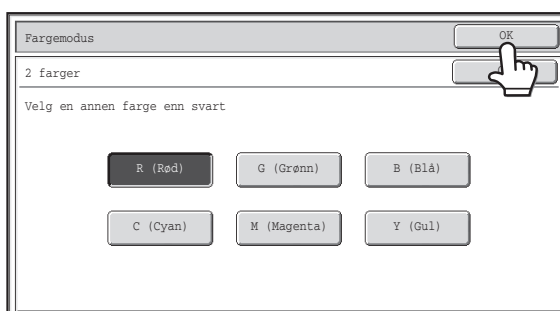 Fargemodus
OK
2 farger
Velg en annen farge enn svart
R (Rød)
G (Grønn)
B (Blå)
C (Cyan)
M (Magenta)
Y (Gul)